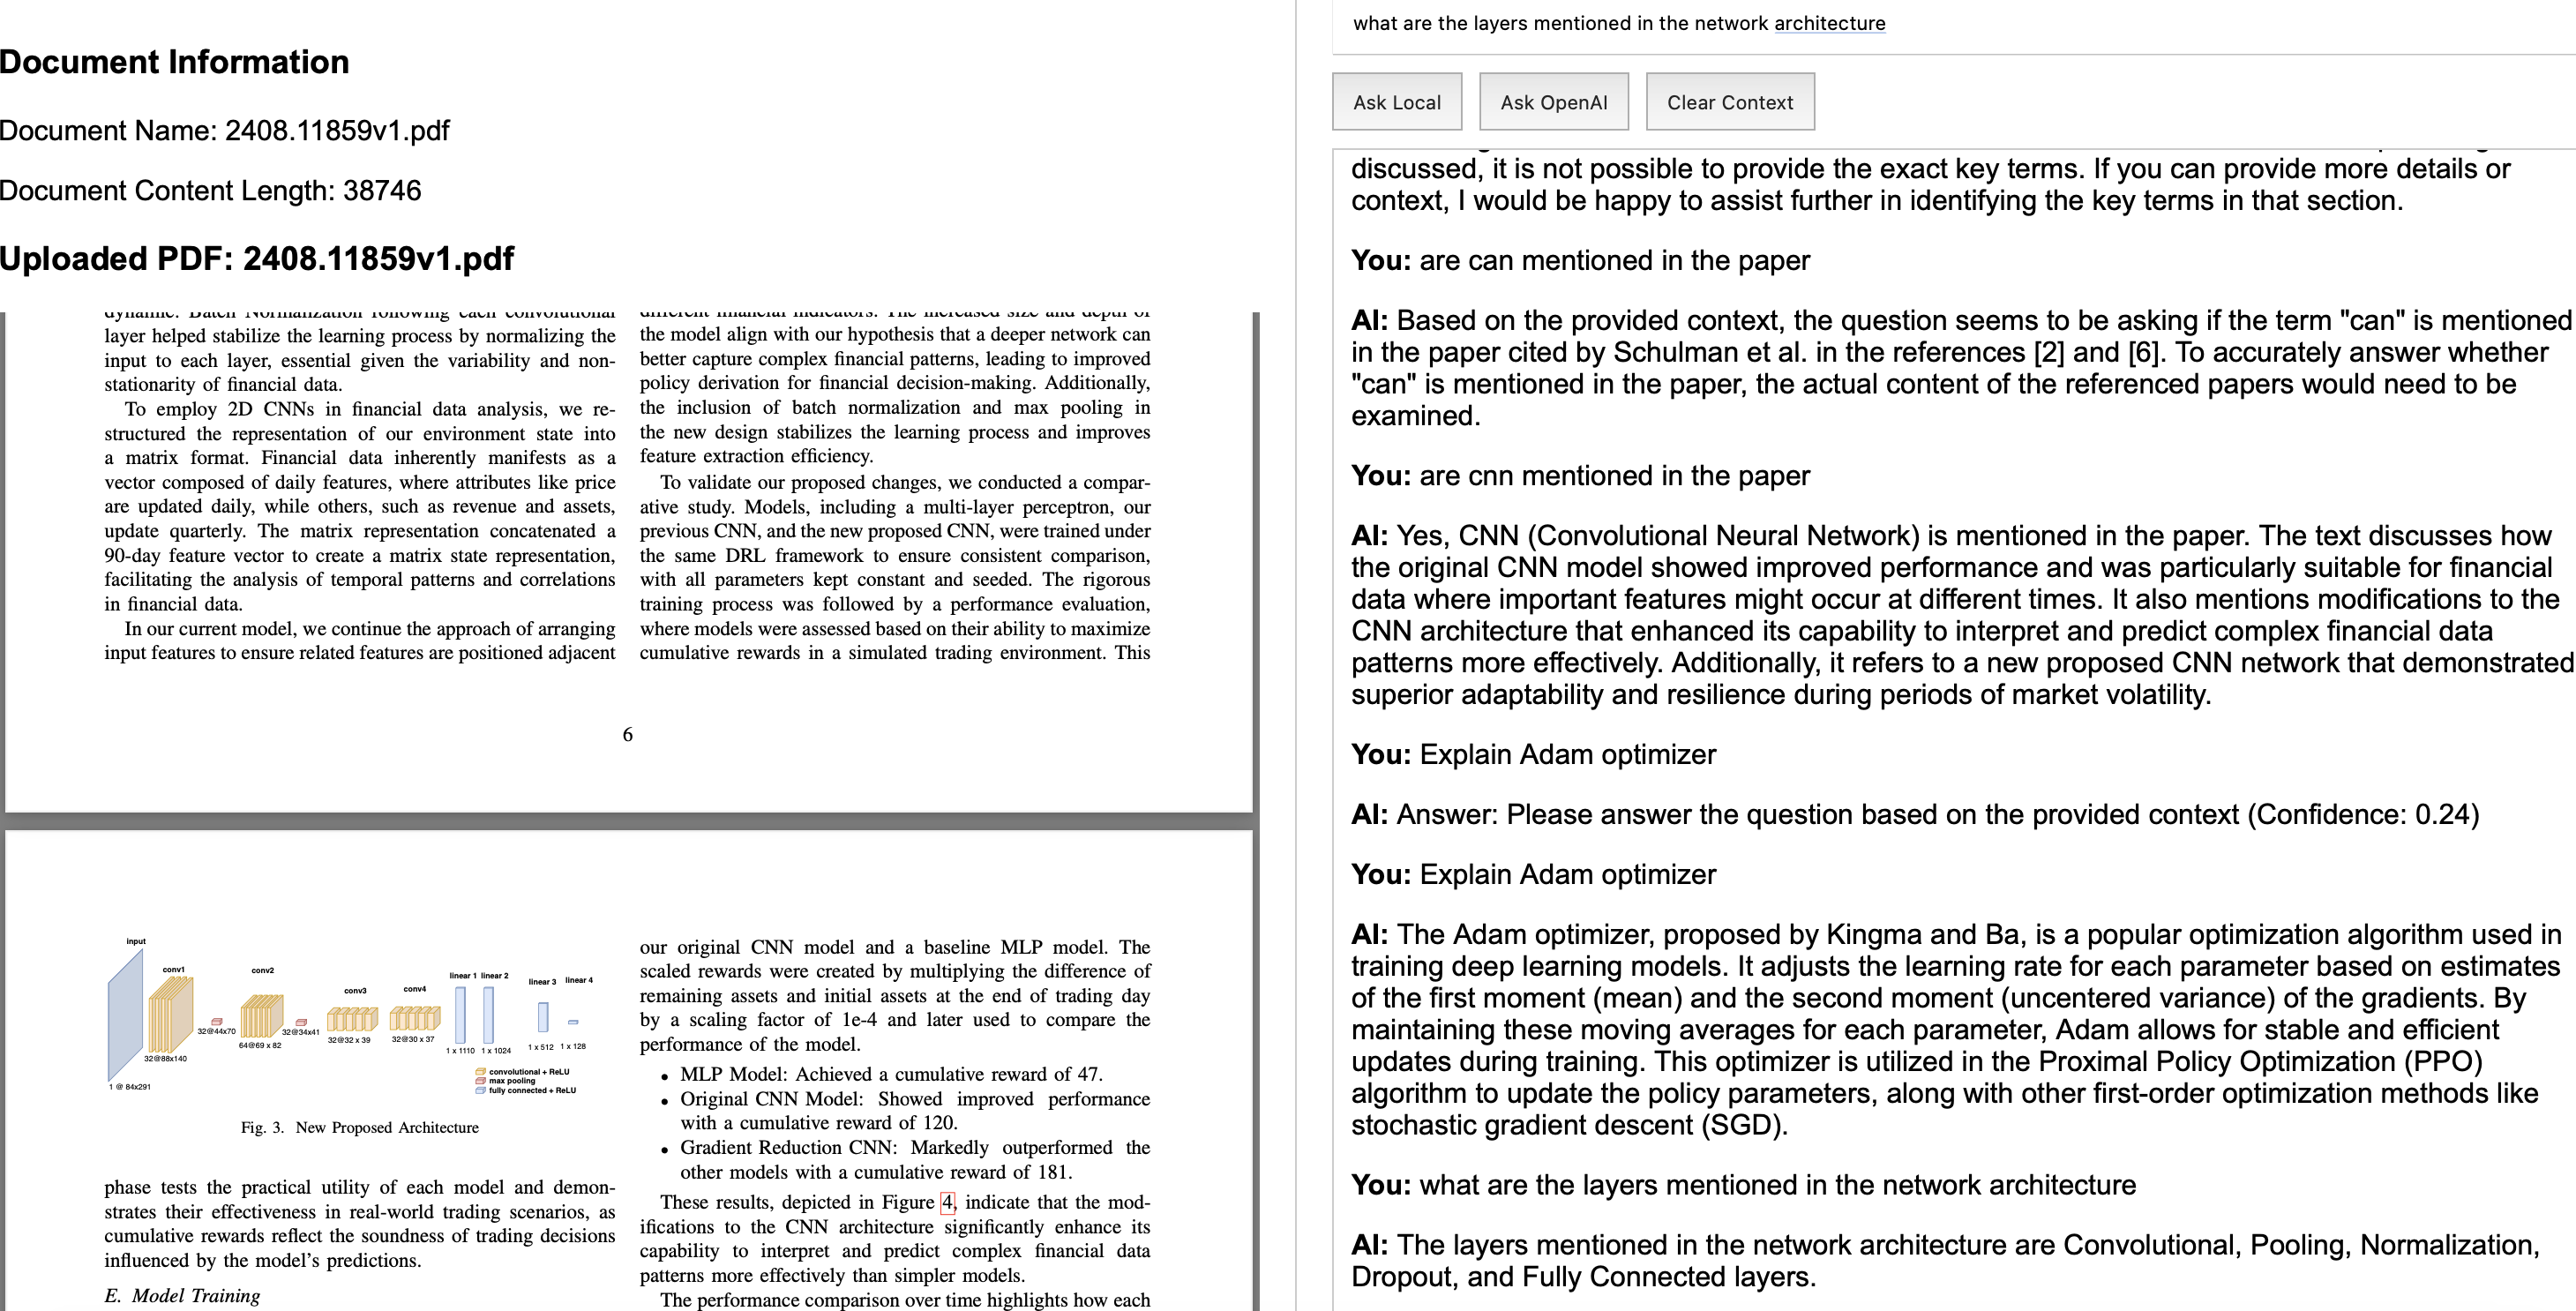 Document Information
Document Name: 2408.11859v1.pdf
Document Content Length: 38746
Uploaded PDF: 2408.11859v1.pdf
dynamic. Batch Normalization following each convolutional
layer helped stabilize the learning process by normalizing the
input to each layer, essential given the variability and non-
stationarity of financial data.
To employ 2D CNNs in financial data analysis, we re-
structured the representation of our environment state into
a matrix format. Financial data inherently manifests as a
vector composed of daily features, where attributes like price
are updated daily, while others, such as revenue and assets,
update quarterly. The matrix representation concatenated a
90-day feature vector to create a matrix state representation,
facilitating the analysis of temporal patterns and correlations
in financial data.
In our current model, we continue the approach of arranging
input features to ensure related features are positioned adjacent
different financial indicators. The increased size and depth of
the model align with our hypothesis that a deeper network can
better capture complex financial patterns, leading to improved
policy derivation for financial decision-making. Additionally,
the inclusion of batch normalization and max pooling in
the new design stabilizes the learning process and improves
feature extraction efficiency.
To validate our proposed changes, we conducted a compar-
ative study. Models, including a multi-layer perceptron, our
previous CNN, and the new proposed CNN, were trained under
the same DRL framework to ensure consistent comparison,
with all parameters kept constant and seeded. The rigorous
training process was followed by a performance evaluation,
where models were assessed based on their ability to maximize
cumulative rewards in a simulated trading environment. This
6
input
conv1
conv2
conv3
conv4
linear 1 linear 2
linear 3 linear 4
1 @ 84x291
32@88x140
32@44x70
64@69 x 82
32@34x41
32@32 x 39
32@30 x 37
1 x 1110 1 x 1024
1 x 512 1 x 128
convolutional + ReLU
max pooling
fully connected + ReLU
Fig. 3. New Proposed Architecture
phase tests the practical utility of each model and demon-
strates their effectiveness in real-world trading scenarios, as
cumulative rewards reflect the soundness of trading decisions
influenced by the model's predictions.
E. Model Training
our original CNN model and a baseline MLP model. The
scaled rewards were created by multiplying the difference of
remaining assets and initial assets at the end of trading day
by a scaling factor of 1e-4 and later used to compare the
performance of the model.
• MLP Model: Achieved a cumulative reward of 47.
• Original CNN Model: Showed improved performance
with a cumulative reward of 120.
• Gradient Reduction CNN: Markedly outperformed the
other models with a cumulative reward of 181.
These results, depicted in Figure 4, indicate that the mod-
ifications to the CNN architecture significantly enhance its
capability to interpret and predict complex financial data
patterns more effectively than simpler models.
The performance comparison over time highlights how each
what are the layers mentioned in the network architecture
Ask Local
Ask OpenAI
Clear Context
discussed, it is not possible to provide the exact key terms. If you can provide more details or
context, I would be happy to assist further in identifying the key terms in that section.
You: are can mentioned in the paper
AI: Based on the provided context, the question seems to be asking if the term "can" is mentioned
in the paper cited by Schulman et al. in the references [2] and [6]. To accurately answer whether
"can" is mentioned in the paper, the actual content of the referenced papers would need to be
examined.
You: are cnn mentioned in the paper
AI: Yes, CNN (Convolutional Neural Network) is mentioned in the paper. The text discusses how
the original CNN model showed improved performance and was particularly suitable for financial
data where important features might occur at different times. It also mentions modifications to the
CNN architecture that enhanced its capability to interpret and predict complex financial data
patterns more effectively. Additionally, it refers to a new proposed CNN network that demonstrated
superior adaptability and resilience during periods of market volatility.
You: Explain Adam optimizer
AI: Answer: Please answer the question based on the provided context (Confidence: 0.24)
You: Explain Adam optimizer
AI: The Adam optimizer, proposed by Kingma and Ba, is a popular optimization algorithm used in
training deep learning models. It adjusts the learning rate for each parameter based on estimates
of the first moment (mean) and the second moment (uncentered variance) of the gradients. By
maintaining these moving averages for each parameter, Adam allows for stable and efficient
updates during training. This optimizer is utilized in the Proximal Policy Optimization (PPO)
algorithm to update the policy parameters, along with other first-order optimization methods like
stochastic gradient descent (SGD).
You: what are the layers mentioned in the network architecture
AI: The layers mentioned in the network architecture are Convolutional, Pooling, Normalization,
Dropout, and Fully Connected layers.